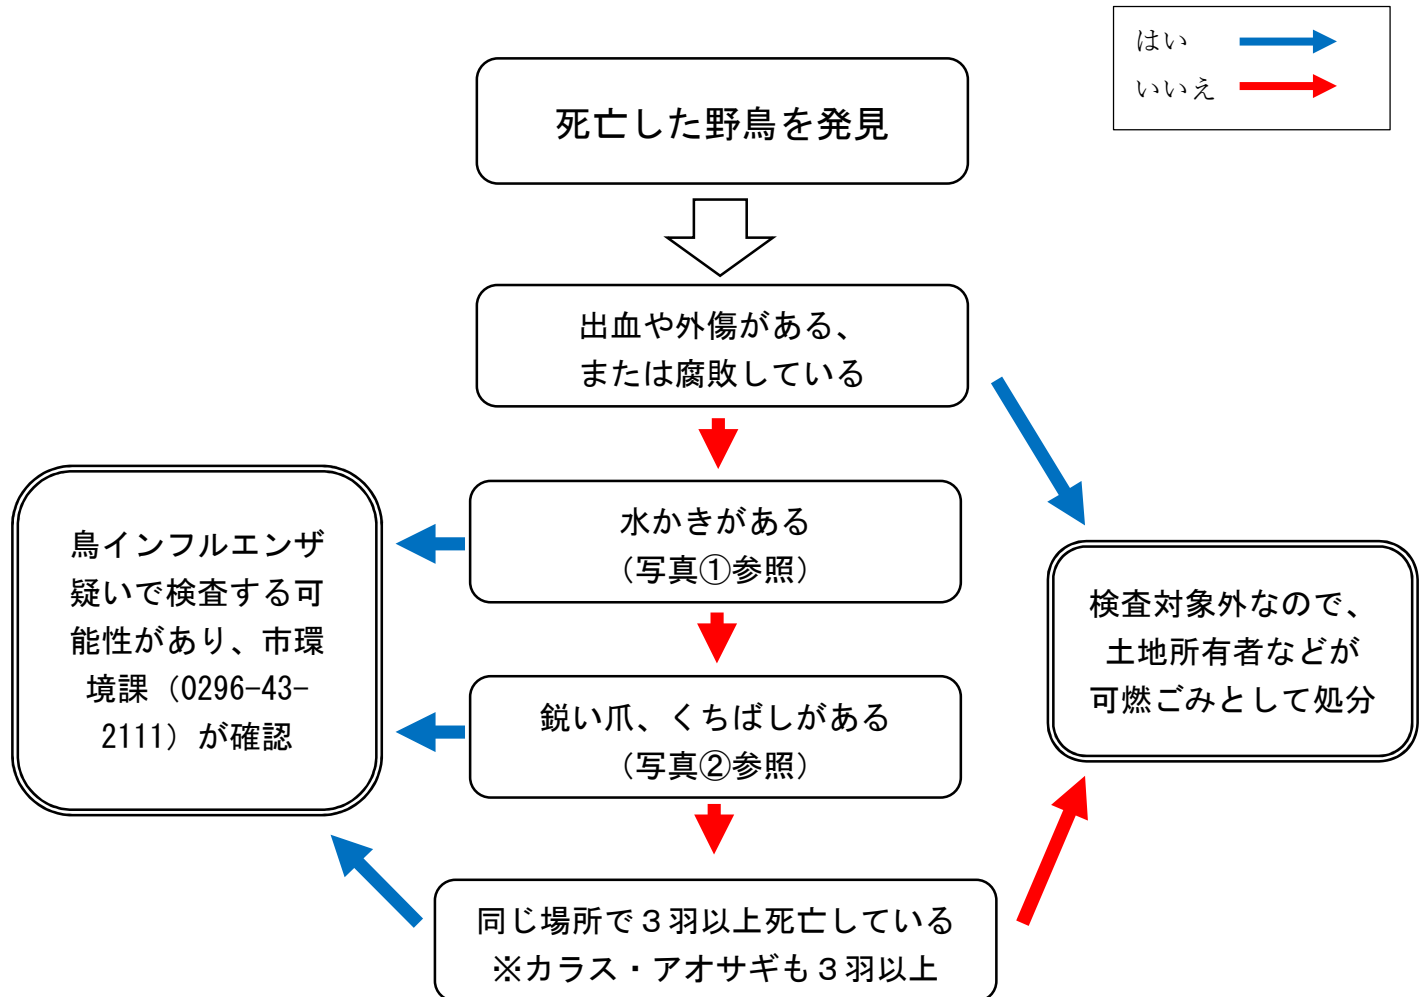 はい
いいえ
死亡した野鳥を発見
出血や外傷がある、
または腐敗している
水かきがある
（写真①参照）
鋭い爪、くちばしがある
（写真②参照）
同じ場所で３羽以上死亡している
※カラス・アオサギも３羽以上
鳥インフルエンザ
疑いで検査する可
能性があり、市環
境課（0296-43-
2111）が確認
検査対象外なので、
土地所有者などが
可燃ごみとして処分